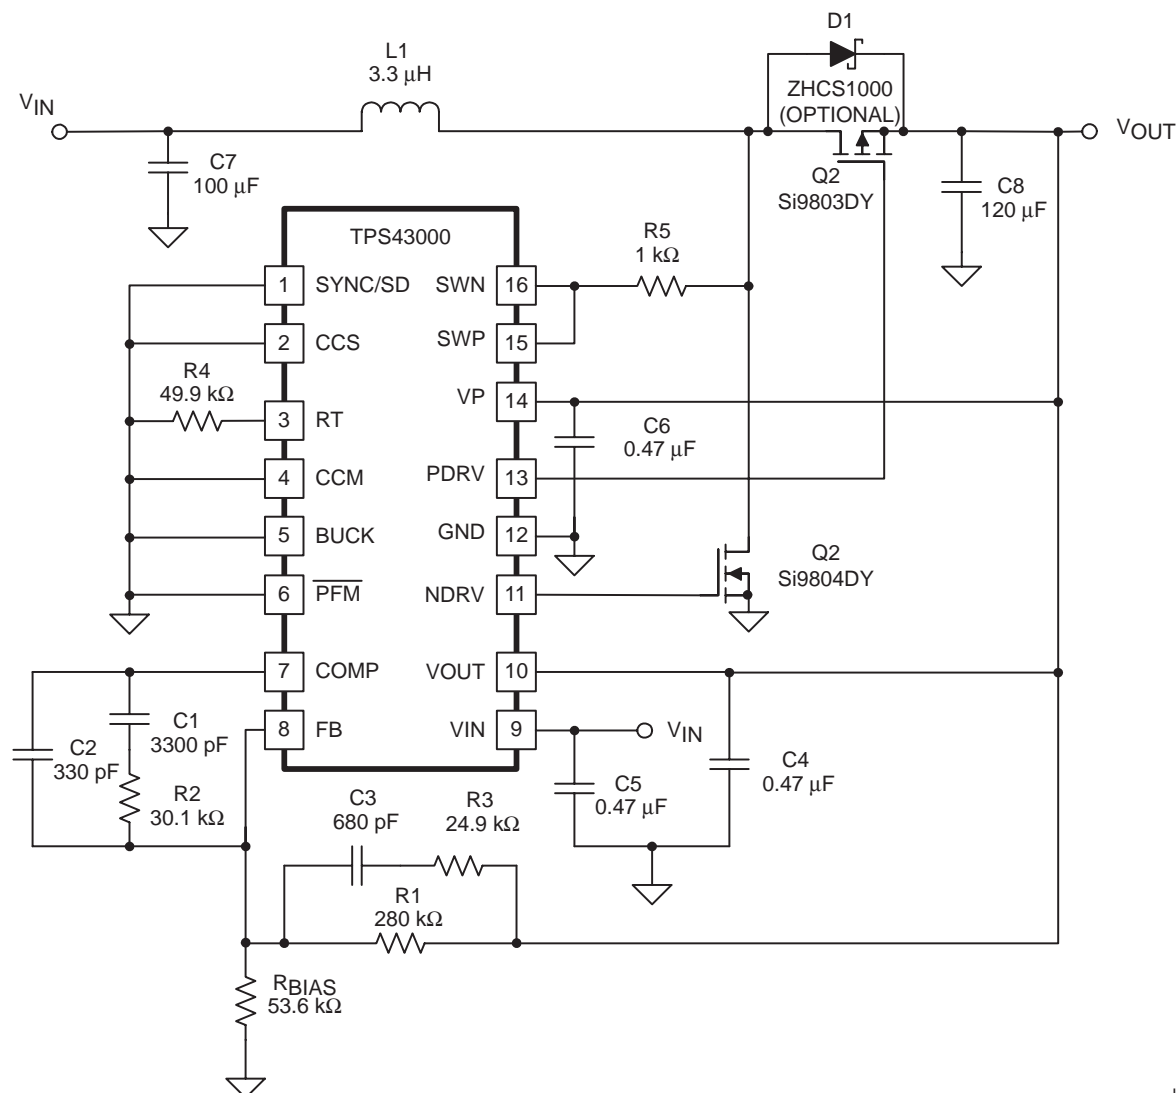 D1
L1
3.3 μH
ZHCS1000
(OPTIONAL)
VIN
VOUT
C7
100 μF
Q2
Si9803DY
C8
120 μF
TPS43000
R5
1 kΩ
1 SYNC/SD SWN 16
2 CCS SWP 15
R4
49.9 kΩ
3 RT VP 14
C6
0.47 μF
4 CCM PDRV 13
5 BUCK GND 12
Q2
Si9804DY
6 PFM NDRV 11
7 COMP VOUT 10
8 FB VIN 9
VIN
C1
3300 pF
C2
330 pF
R2
30.1 kΩ
C5
0.47 μF
C4
0.47 μF
C3
680 pF
R3
24.9 kΩ
R1
280 kΩ
RBIAS
53.6 kΩ